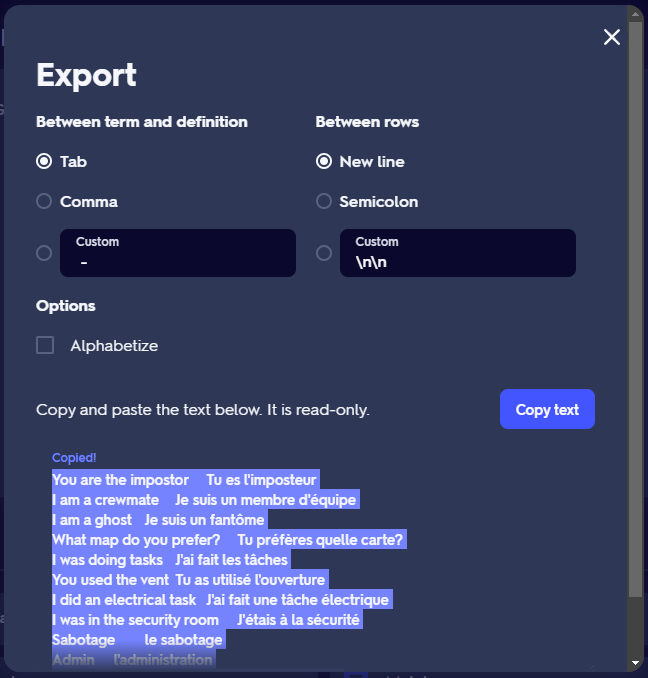 Export
Between term and definition
Between rows
Tab
New line
Comma
Semicolon
Custom
-
Custom
\n\n
Options
Alphabetize
Copy and paste the text below. It is read-only.
Copy text
Copied!
You are the impostor Tu es l'imposteur
I am a crewmate Je suis un membre d'équipe
I am a ghost Je suis un fantôme
What map do you prefer? Tu préfères quelle carte?
I was doing tasks J'ai fait les tâches
You used the vent Tu as utilisé l'ouverture
I did an electrical task J'ai fait une tâche électrique
I was in the security room J'étais à la sécurité
Sabotage le sabotage
Admin l'administration